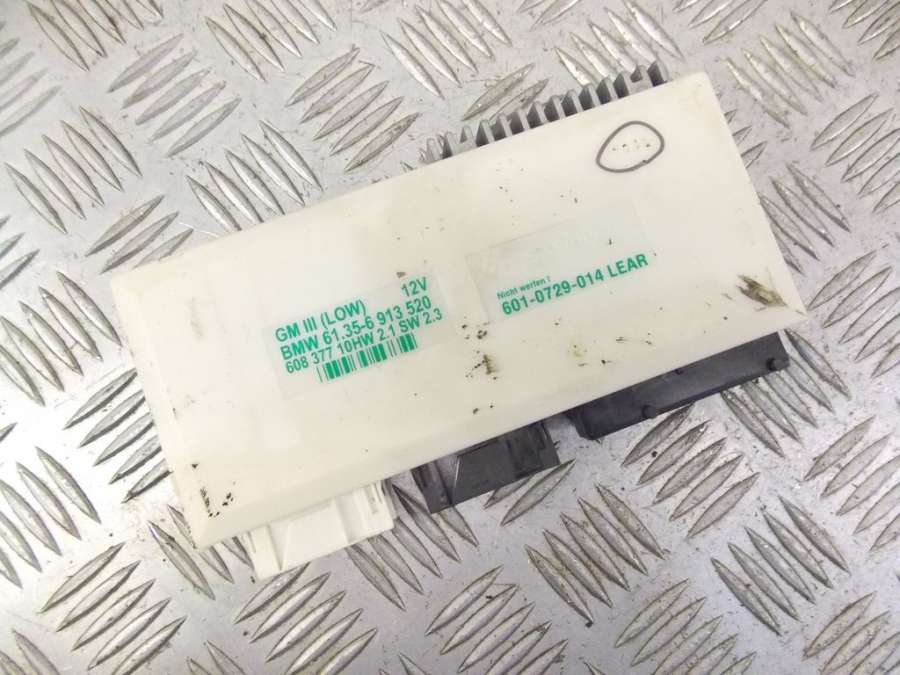 GM III (LOW) 12V
BMW 61.35-6 913 520
608 377 10HW 2.1 SW 2.3
Nicht werfen !
601-0729-014 LEAR